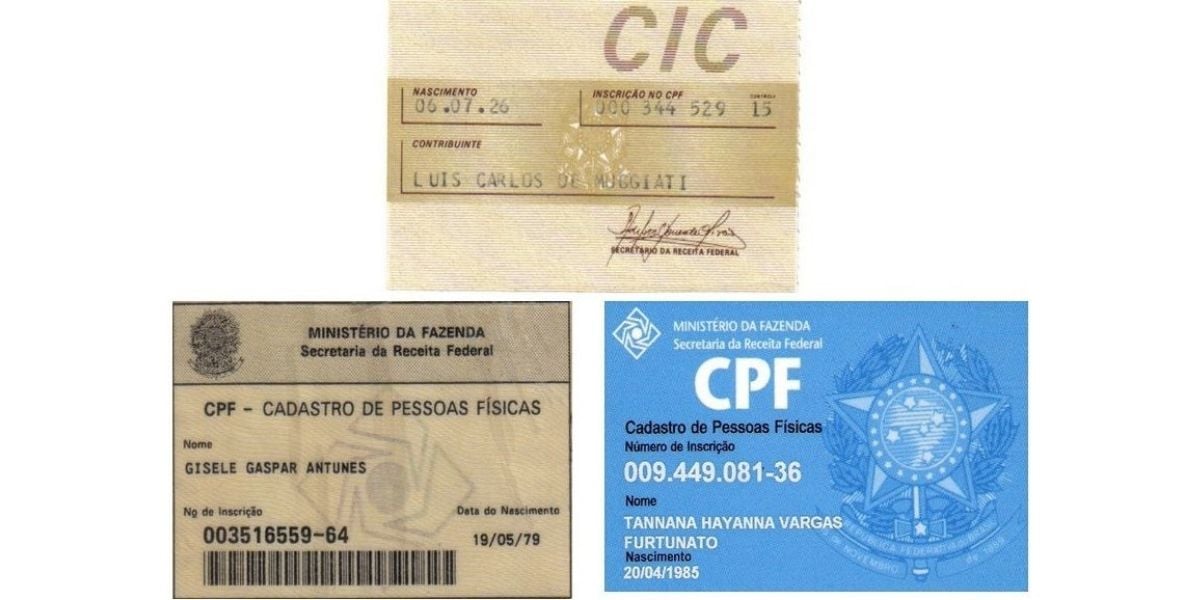 CIC
NASCIMENTO
06.07.26
INSCRIÇÃO NO CPF
000 344 529
CONTROLE
15
CONTRIBUINTE
LUIS CARLOS DE MUGGIATI
SECRETÁRIO DA RECEITA FEDERAL
MINISTÉRIO DA FAZENDA
Secretaria da Receita Federal
CPF - CADASTRO DE PESSOAS FÍSICAS
Nome
GISELE GASPAR ANTUNES
Nº de Inscrição
003516559-64
Data do Nascimento
19/05/79
MINISTÉRIO DA FAZENDA
Secretaria da Receita Federal
CPF
Cadastro de Pessoas Físicas
Número de Inscrição
009.449.081-36
Nome
TANNANA HAYANNA VARGAS
FURTUNATO
Nascimento
20/04/1985